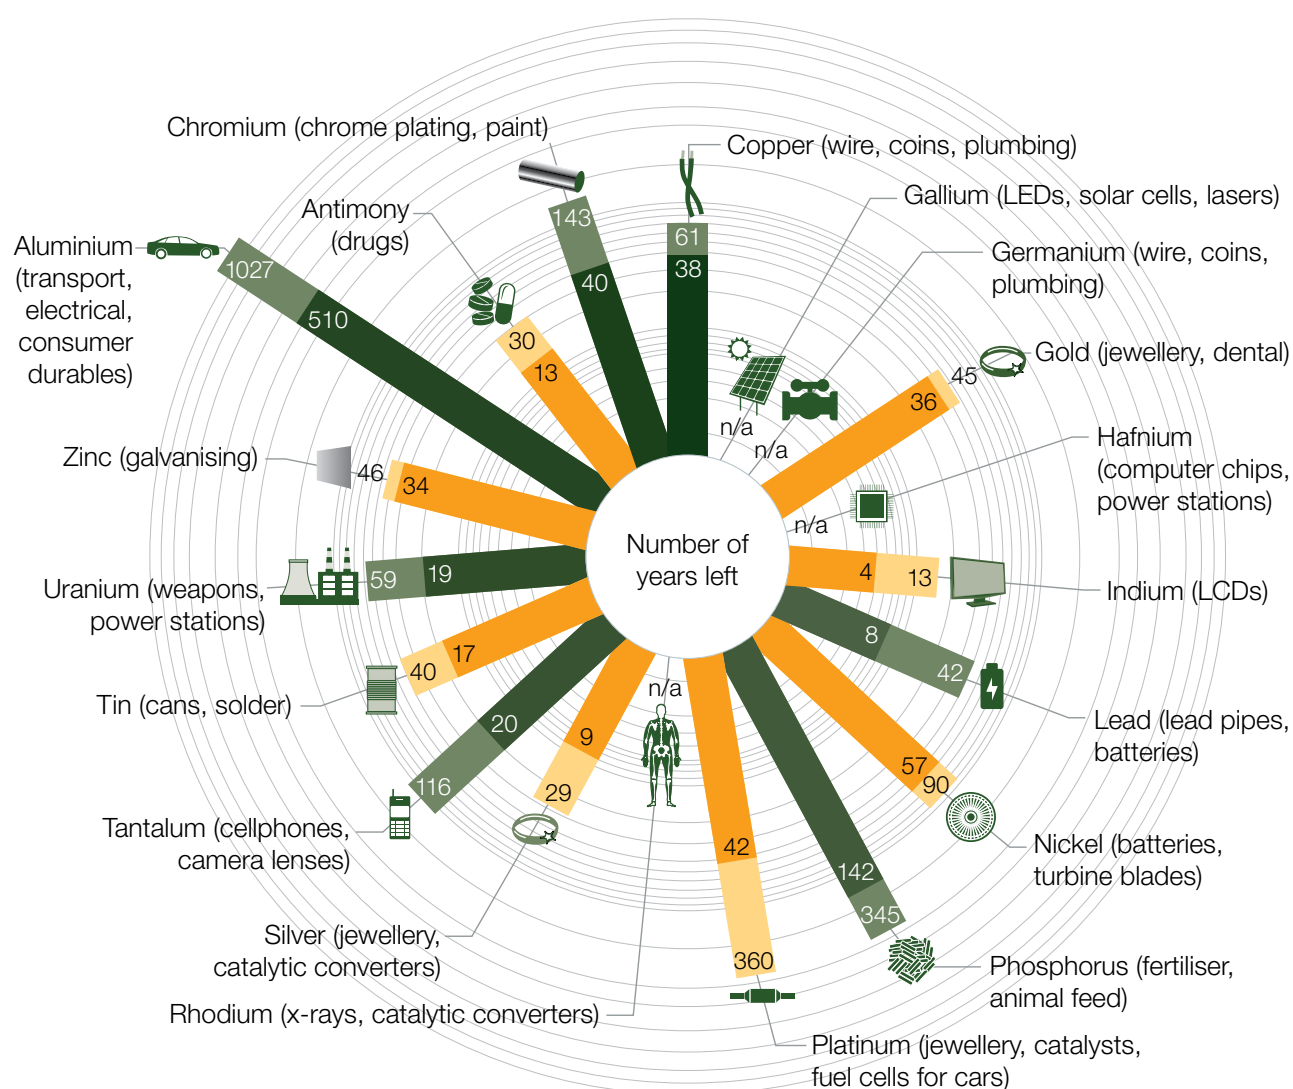 Chromium (chrome plating, paint)
143
40
Copper (wire, coins, plumbing)
61
38
Gallium (LEDs, solar cells, lasers)
n/a
Germanium (wire, coins,
plumbing)
n/a
Gold (jewellery, dental)
45
36
Hafnium
(computer chips,
power stations)
n/a
Indium (LCDs)
4
13
Lead (lead pipes,
batteries)
8
42
Nickel (batteries,
turbine blades)
57
90
Phosphorus (fertiliser,
animal feed)
142
345
Platinum (jewellery, catalysts,
fuel cells for cars)
42
360
Rhodium (x-rays, catalytic converters)
n/a
Silver (jewellery,
catalytic converters)
9
29
Tantalum (cellphones,
camera lenses)
20
116
Tin (cans, solder)
40
17
Uranium (weapons,
power stations)
59
19
Zinc (galvanising)
46
34
Aluminium
(transport,
electrical,
consumer
durables)
1027
510
Antimony
(drugs)
30
13
Number of
years left